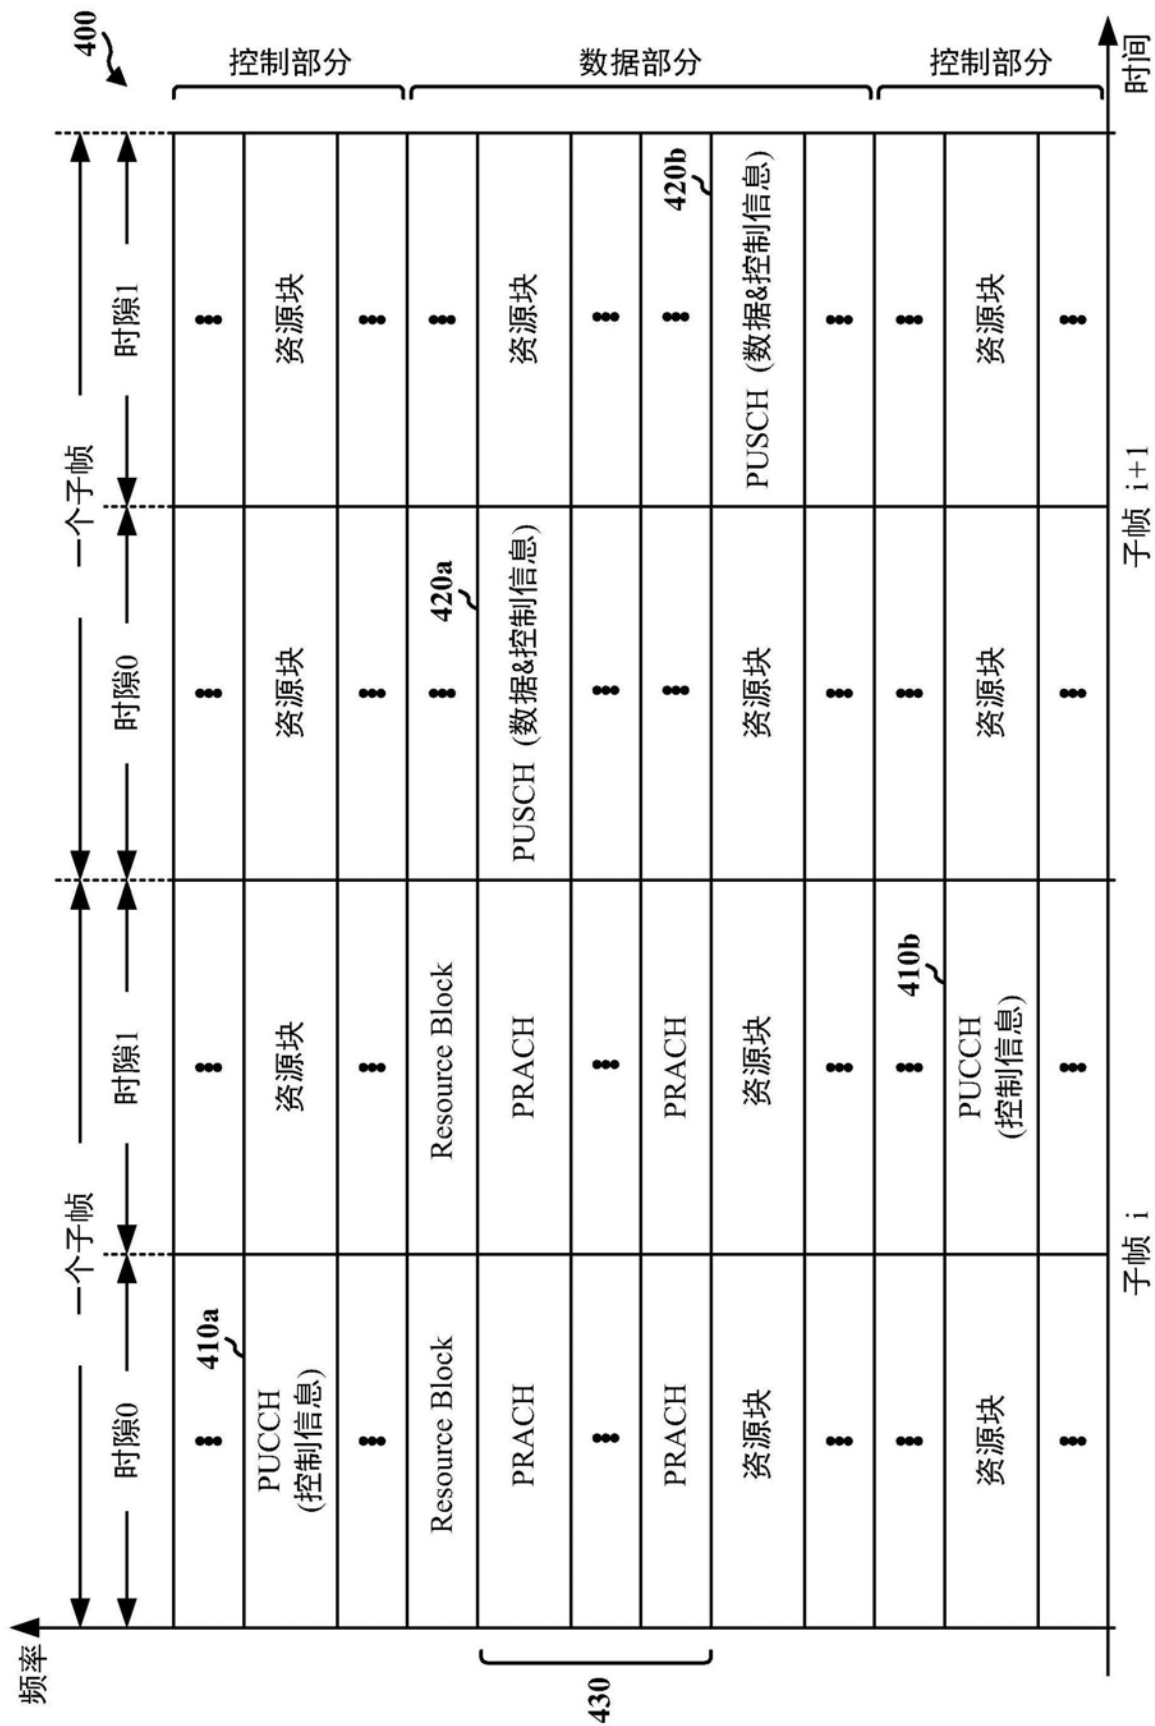 400
频率
一个子帧
一个子帧
时隙0
时隙1
时隙0
时隙1
410a
PUCCH
(控制信息)
资源块
资源块
资源块
控制部分
Resource Block
Resource Block
420a
430
PRACH
PRACH
PUSCH (数据&控制信息)
资源块
数据部分
PRACH
PRACH
420b
资源块
资源块
资源块
PUSCH (数据&控制信息)
410b
资源块
PUCCH
(控制信息)
资源块
资源块
控制部分
时间
子帧 i
子帧 i+1